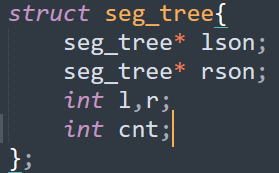 struct seg_tree{
    seg_tree* lson;
    seg_tree* rson;
    int l,r;
    int cnt;
};